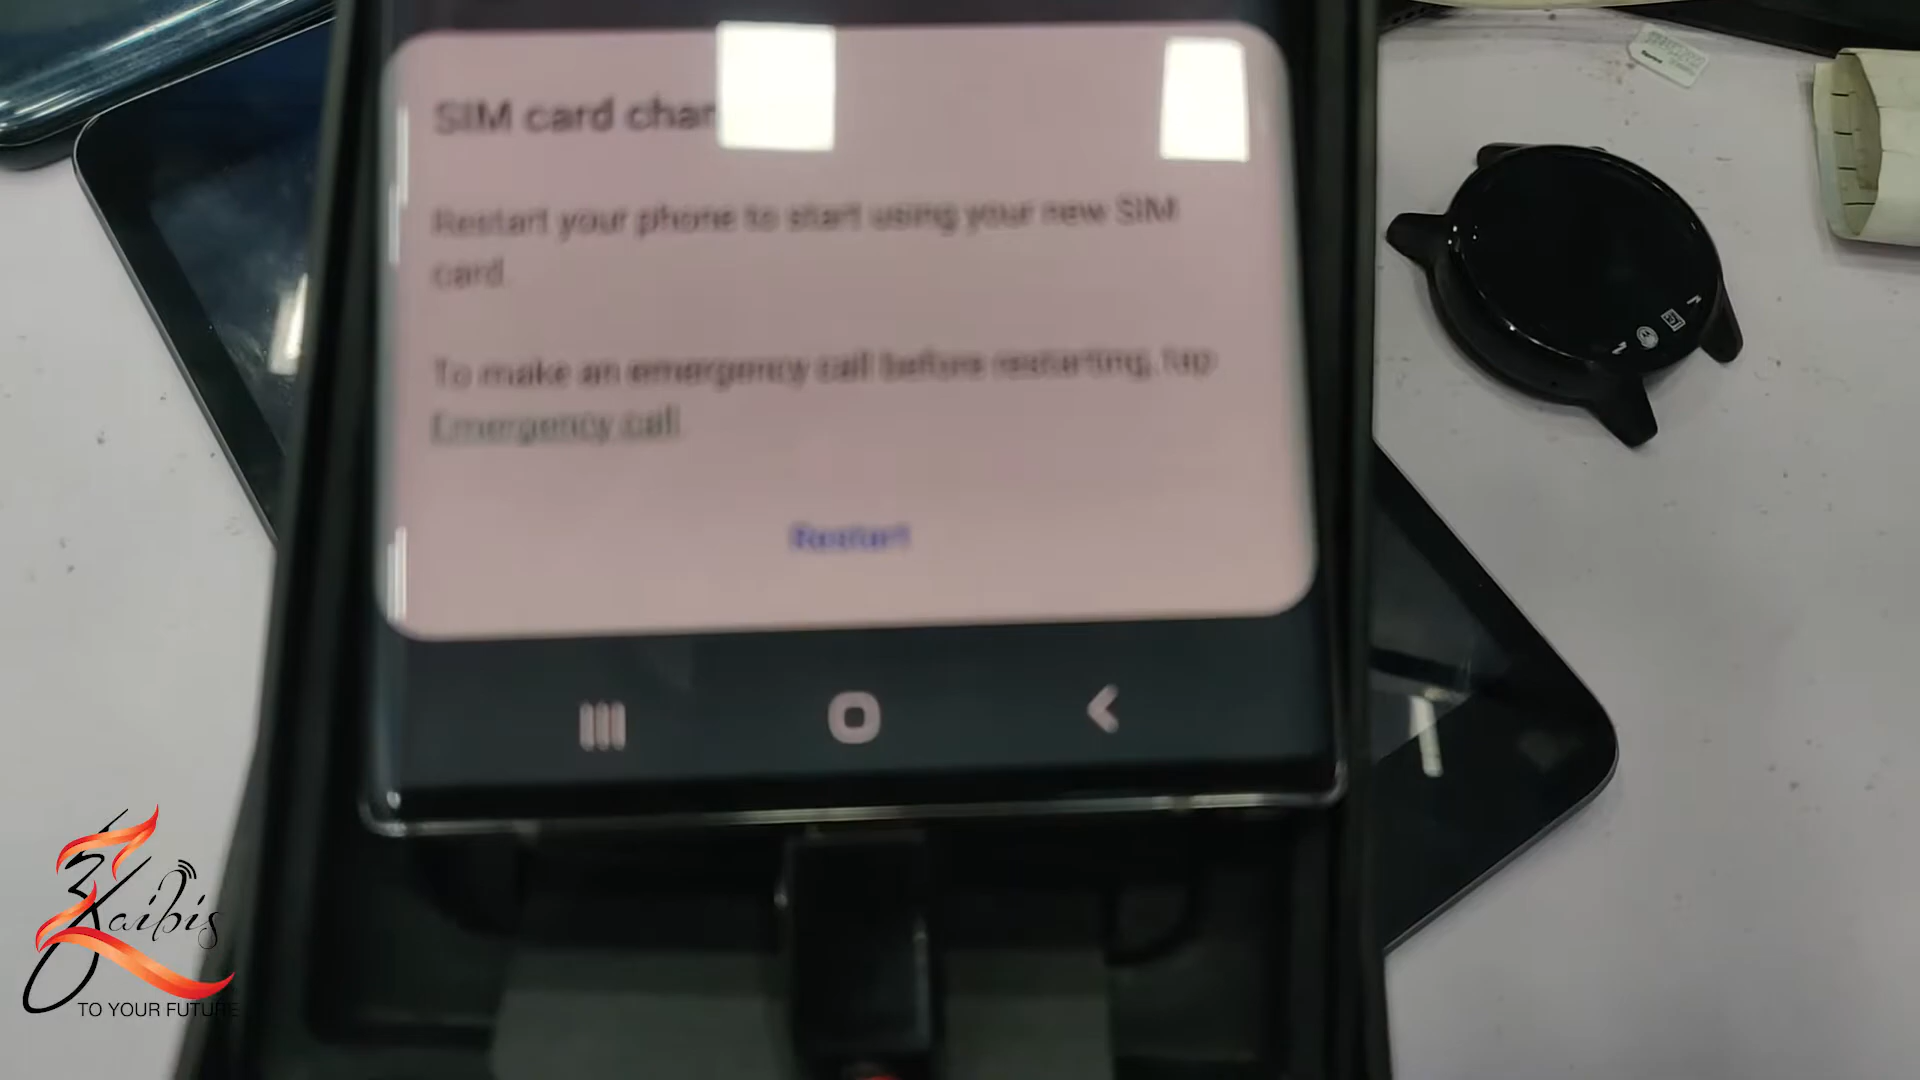 SIM card chan
Restart your phone to start using your new SIM
card.
To make an emergency call before restarting, tap
Emergency call.
Restart
Zaibis
TO YOUR FUTURE